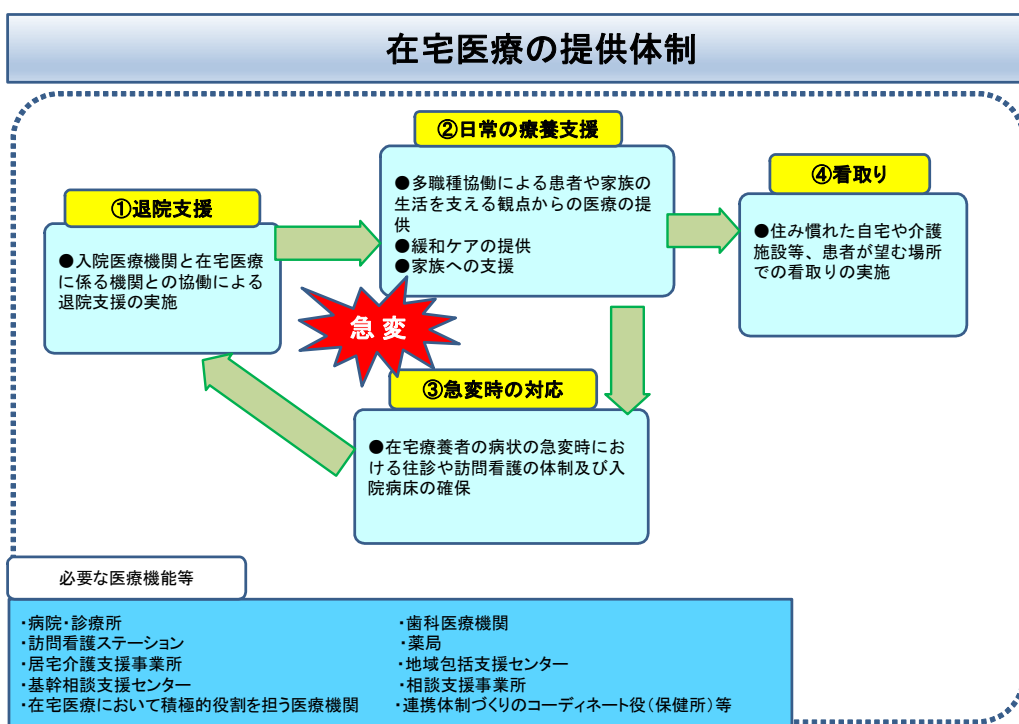 在宅医療の提供体制
①退院支援
●入院医療機関と在宅医療
に係る機関との協働による
退院支援の実施
②日常の療養支援
●多職種協働による患者や家族の
生活を支える観点からの医療の提
供
●緩和ケアの提供
●家族への支援
急変
③急変時の対応
●在宅療養者の病状の急変時にお
ける往診や訪問看護の体制及び入
院病床の確保
④看取り
●住み慣れた自宅や介護
施設等、患者が望む場所
での看取りの実施
必要な医療機能等
・病院・診療所
・訪問看護ステーション
・居宅介護支援事業所
・基幹相談支援センター
・在宅医療において積極的役割を担う医療機関
・歯科医療機関
・薬局
・地域包括支援センター
・相談支援事業所
・連携体制づくりのコーディネート役（保健所）等